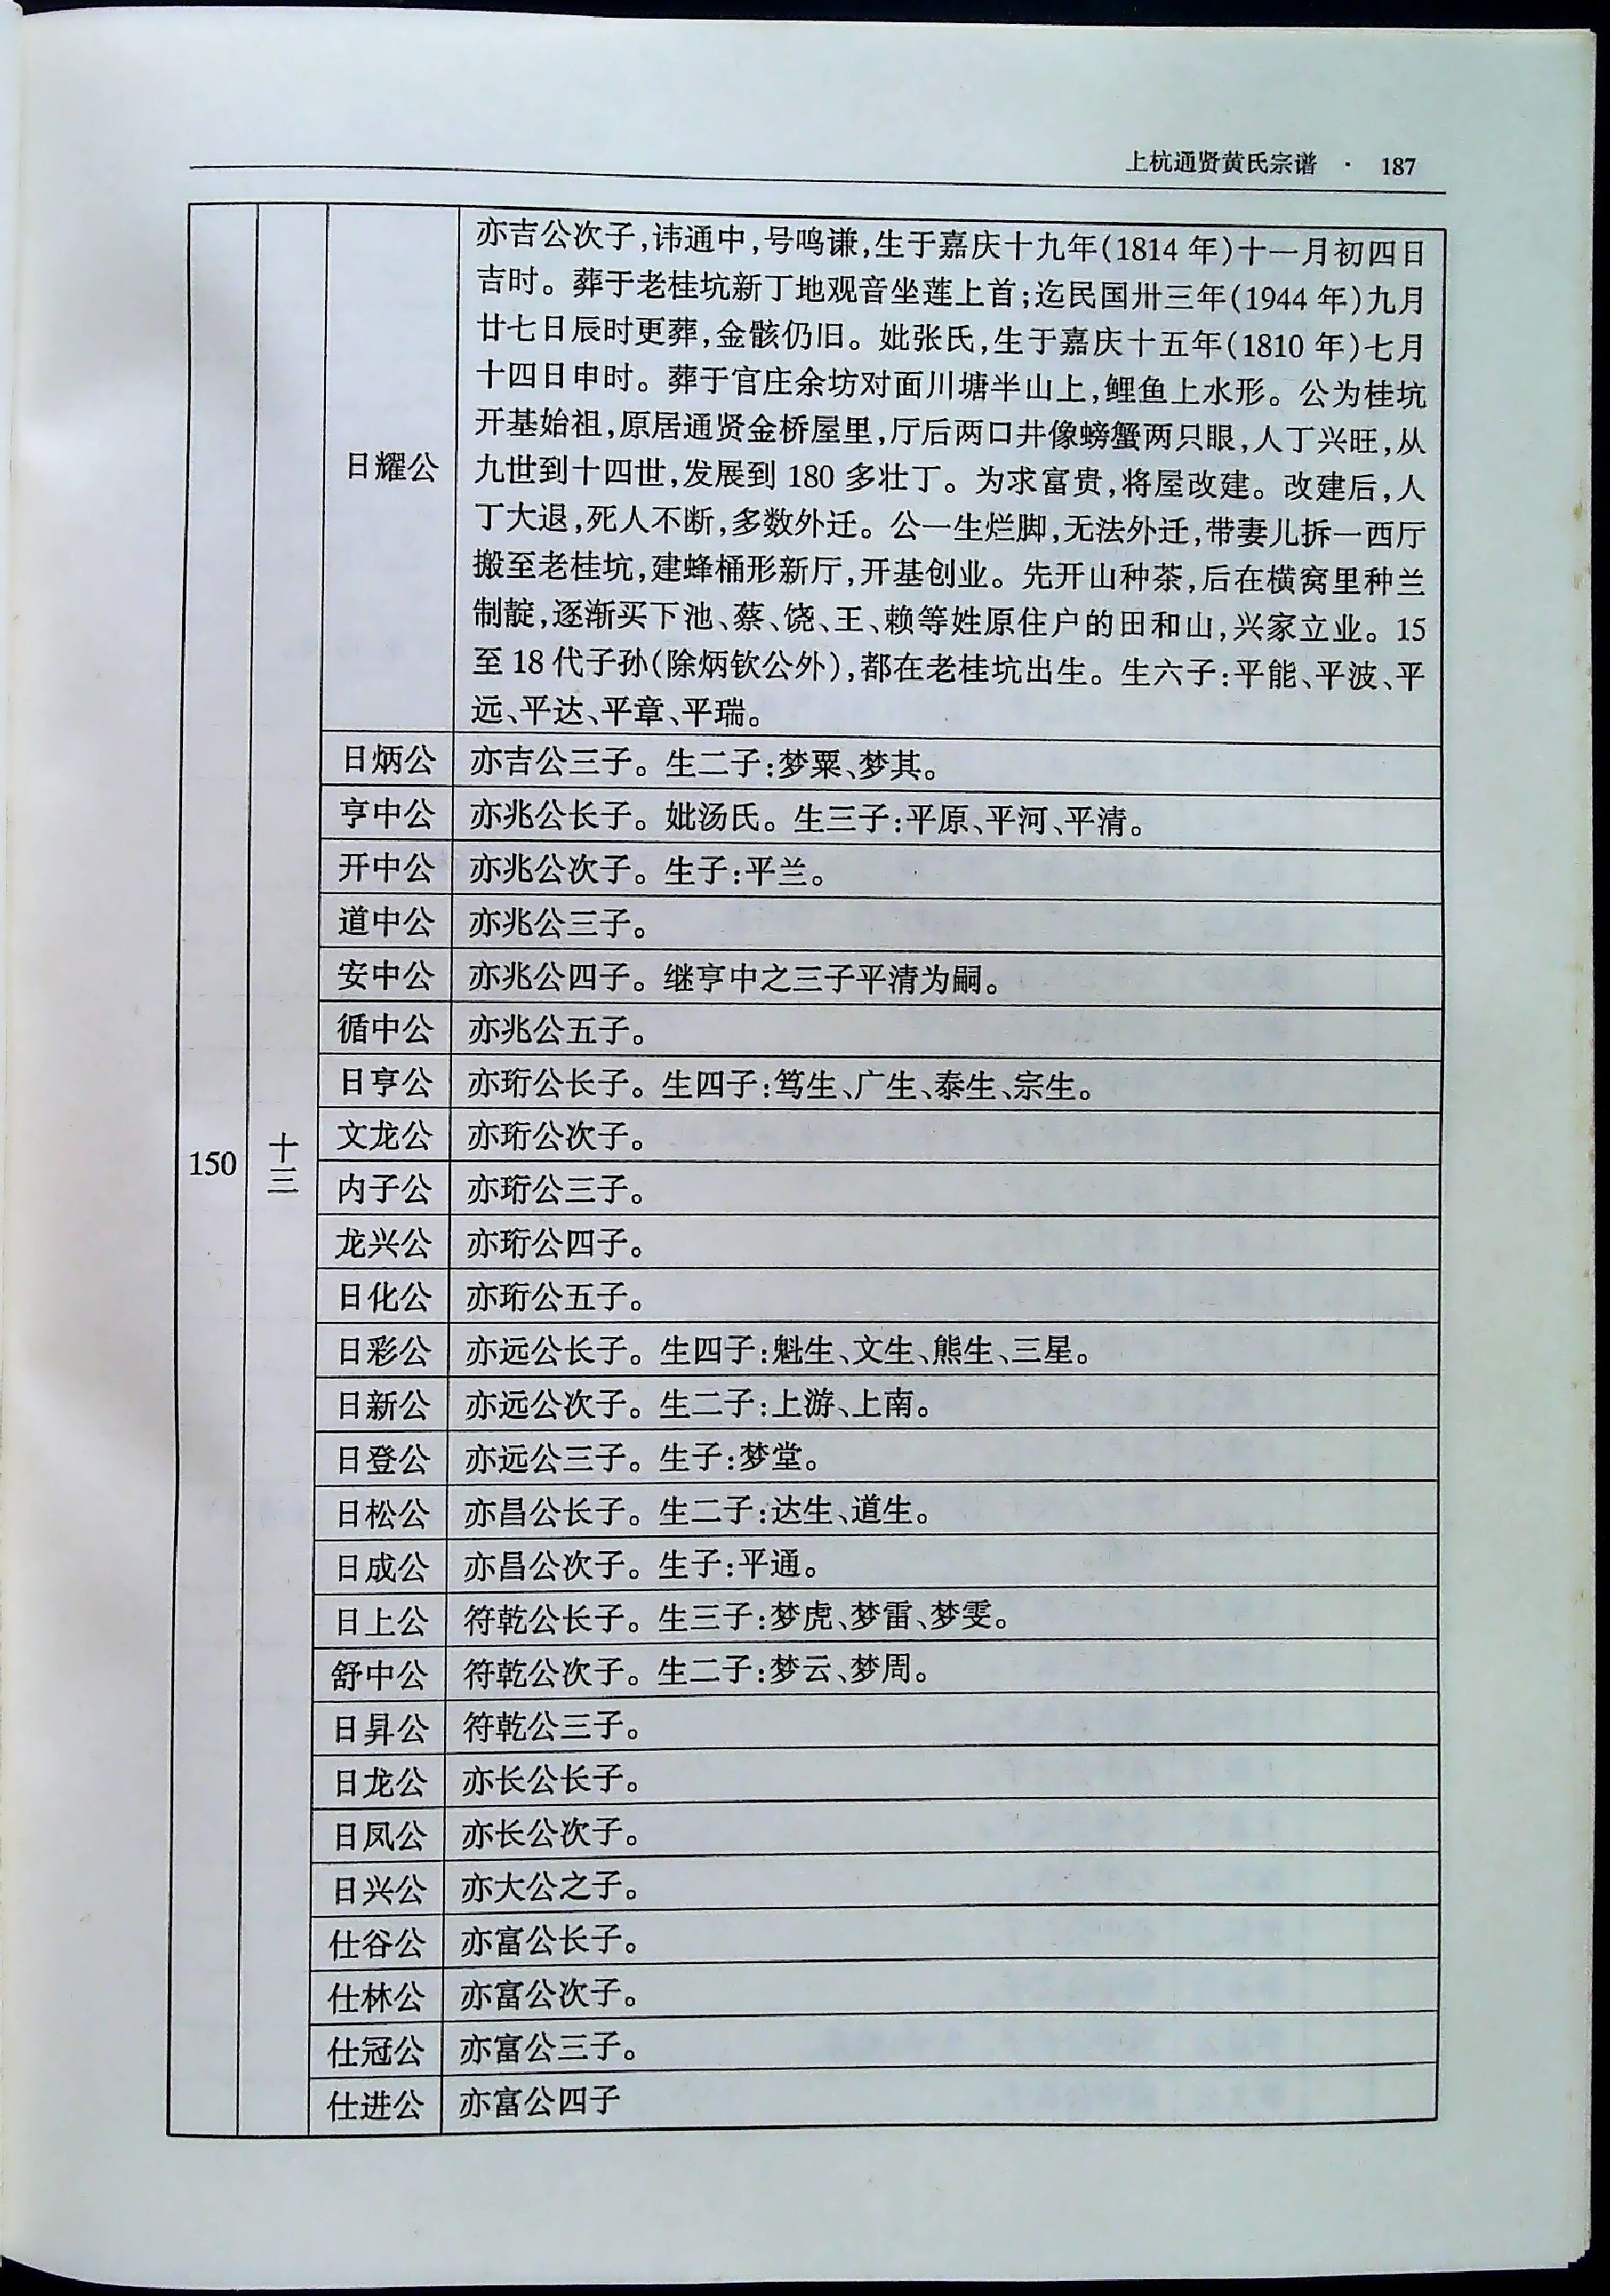 上杭通贤黄氏宗谱 · 187
150
十三
日耀公
亦吉公次子,讳通中,号鸣谦,生于嘉庆十九年(1814 年)十一月初四日
吉时。葬于老桂坑新丁地观音坐莲上首;迄民国卅三年(1944 年)九月
廿七日辰时更葬,金骸仍旧。妣张氏,生于嘉庆十五年(1810 年)七月
十四日申时。葬于官庄余坊对面川塘半山上,鲤鱼上水形。公为桂坑
开基始祖,原居通贤金桥屋里,厅后两口井像螃蟹两只眼,人丁兴旺,从
九世到十四世,发展到 180 多壮丁。为求富贵,将屋改建。改建后,人
丁大退,死人不断,多数外迁。公一生烂脚,无法外迁,带妻儿拆一西厅
搬至老桂坑,建蜂桶形新厅,开基创业。先开山种茶,后在横窝里种兰
制靛,逐渐买下池、蔡、饶、王、赖等姓原住户的田和山,兴家立业。15
至 18 代子孙(除炳钦公外),都在老桂坑出生。生六子:平能、平波、平
远、平达、平章、平瑞。
日炳公 亦吉公三子。生二子:梦粟、梦其。
亨中公 亦兆公长子。妣汤氏。生三子:平原、平河、平清。
开中公 亦兆公次子。生子:平兰。
道中公 亦兆公三子。
安中公 亦兆公四子。继亨中之三子平清为嗣。
循中公 亦兆公五子。
日亨公 亦珩公长子。生四子:笃生、广生、泰生、宗生。
文龙公 亦珩公次子。
内子公 亦珩公三子。
龙兴公 亦珩公四子。
日化公 亦珩公五子。
日彩公 亦远公长子。生四子:魁生、文生、熊生、三星。
日新公 亦远公次子。生二子:上游、上南。
日登公 亦远公三子。生子:梦堂。
日松公 亦昌公长子。生二子:达生、道生。
日成公 亦昌公次子。生子:平通。
日上公 符乾公长子。生三子:梦虎、梦雷、梦雯。
舒中公 符乾公次子。生二子:梦云、梦周。
日昇公 符乾公三子。
日龙公 亦长公长子。
日凤公 亦长公次子。
日兴公 亦大公之子。
仕谷公 亦富公长子。
仕林公 亦富公次子。
仕冠公 亦富公三子。
仕进公 亦富公四子